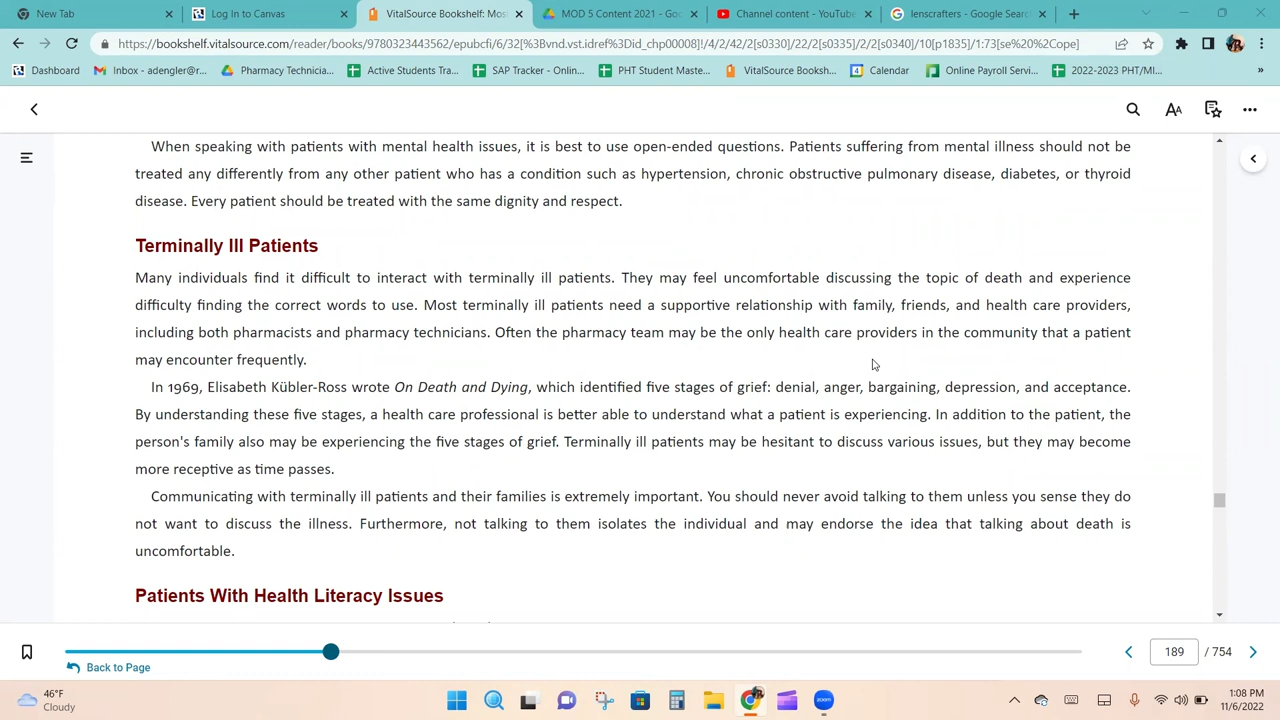 New Tab
Log In to Canvas
VitalSource Bookshelf: Mos
MOD 5 Content 2021 - Goo
Channel content - YouTube
lenscrafters - Google Search
https://bookshelf.vitalsource.com/reader/books/9780323443562/epubcfi/6/32[%3Bvnd.vst.idref%3Did_chp00008]!/4/2/42/2[s0330]/22/2[s0335]/2/2[s0340]/10[p1835]/1:73[se%20%2Cope]
Dashboard
Inbox - adengler@r...
Pharmacy Technicia...
Active Students Tra...
SAP Tracker - Onlin...
PHT Student Maste...
VitalSource Booksh...
Calendar
Online Payroll Servi...
2022-2023 PHT/MI...
When speaking with patients with mental health issues, it is best to use open-ended questions. Patients suffering from mental illness should not be
treated any differently from any other patient who has a condition such as hypertension, chronic obstructive pulmonary disease, diabetes, or thyroid
disease. Every patient should be treated with the same dignity and respect.
Terminally Ill Patients
Many individuals find it difficult to interact with terminally ill patients. They may feel uncomfortable discussing the topic of death and experience
difficulty finding the correct words to use. Most terminally ill patients need a supportive relationship with family, friends, and health care providers,
including both pharmacists and pharmacy technicians. Often the pharmacy team may be the only health care providers in the community that a patient
may encounter frequently.
In 1969, Elisabeth Kübler-Ross wrote On Death and Dying, which identified five stages of grief: denial, anger, bargaining, depression, and acceptance.
By understanding these five stages, a health care professional is better able to understand what a patient is experiencing. In addition to the patient, the
person's family also may be experiencing the five stages of grief. Terminally ill patients may be hesitant to discuss various issues, but they may become
more receptive as time passes.
Communicating with terminally ill patients and their families is extremely important. You should never avoid talking to them unless you sense they do
not want to discuss the illness. Furthermore, not talking to them isolates the individual and may endorse the idea that talking about death is
uncomfortable.
Patients With Health Literacy Issues
189 / 754
Back to Page
46°F
Cloudy
zoom
1:08 PM
11/6/2022